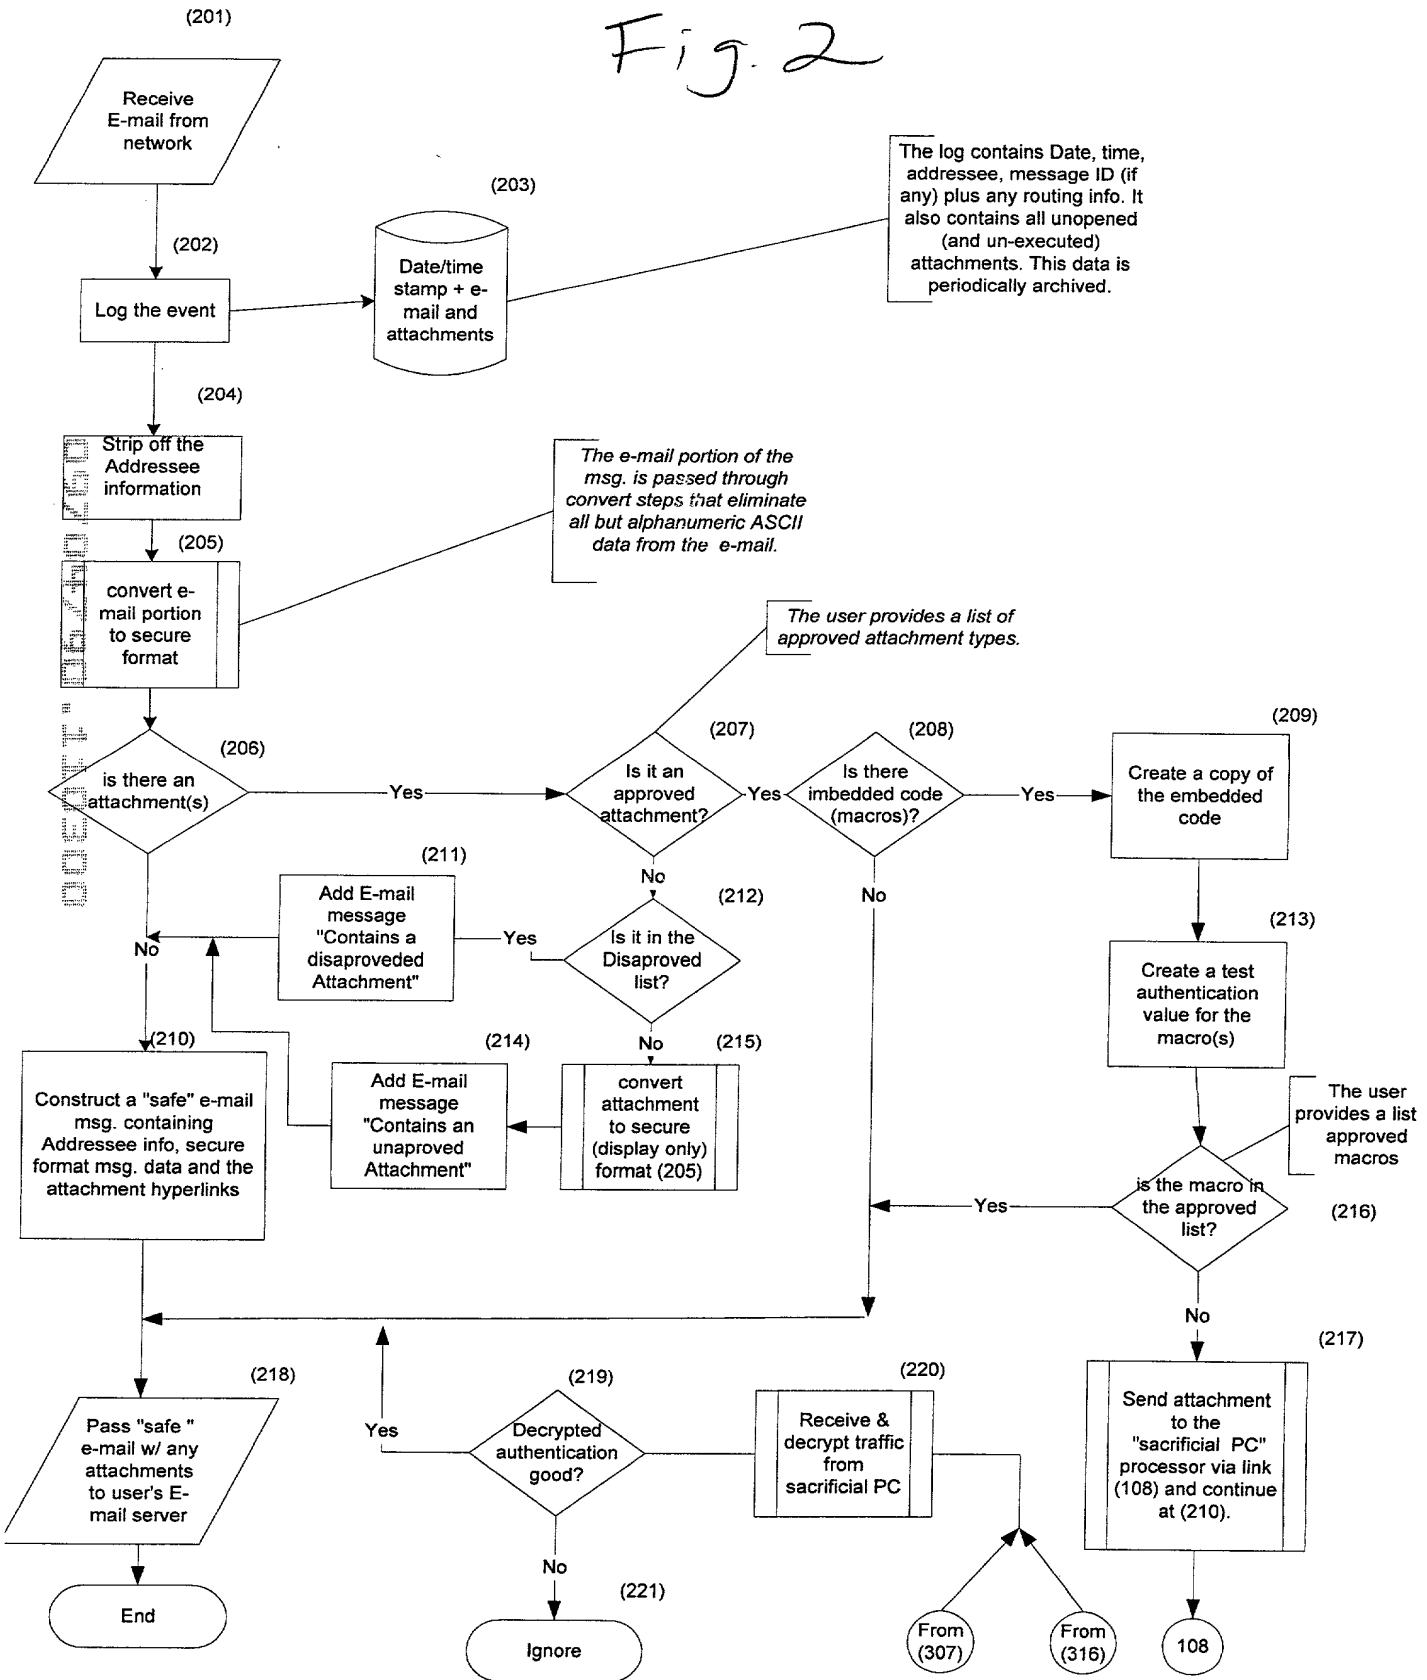 (201)
Fig. 2
Receive
E-mail from
network
(202)
(203)
The log contains Date, time,
addressee, message ID (if
any) plus any routing info. It
also contains all unopened
(and un-executed)
attachments. This data is
periodically archived.
Log the event
Date/time
stamp + e-
mail and
attachments
(204)
Strip off the
Addressee
information
The e-mail portion of the
msg. is passed through
convert steps that eliminate
all but alphanumeric ASCII
data from the e-mail.
(205)
convert e-
mail portion
to secure
format
The user provides a list of
approved attachment types.
(206)
is there an
attachment(s)
Yes
(207)
Is it an
approved
attachment?
Yes
(208)
Is there
imbedded code
(macros)?
Yes
(209)
Create a copy of
the embedded
code
No
No
No
(211)
Add E-mail
message
"Contains a
disaproveded
Attachment"
Yes
(212)
Is it in the
Disaproved
list?
(213)
Create a test
authentication
value for the
macro(s)
No
(210)
Construct a "safe" e-mail
msg. containing
Addressee info, secure
format msg. data and the
attachment hyperlinks
(214)
Add E-mail
message
"Contains an
unaproved
Attachment"
(215)
convert
attachment
to secure
(display only)
format (205)
The user
provides a list
approved
macros
Yes
is the macro in
the approved
list?
(216)
No
(217)
Send attachment
to the
"sacrificial PC"
processor via link
(108) and continue
at (210).
(218)
Pass "safe "
e-mail w/ any
attachments
to user's E-
mail server
Yes
(219)
Decrypted
authentication
good?
(220)
Receive &
decrypt traffic
from
sacrificial PC
No
End
(221)
Ignore
From
(307)
From
(316)
108